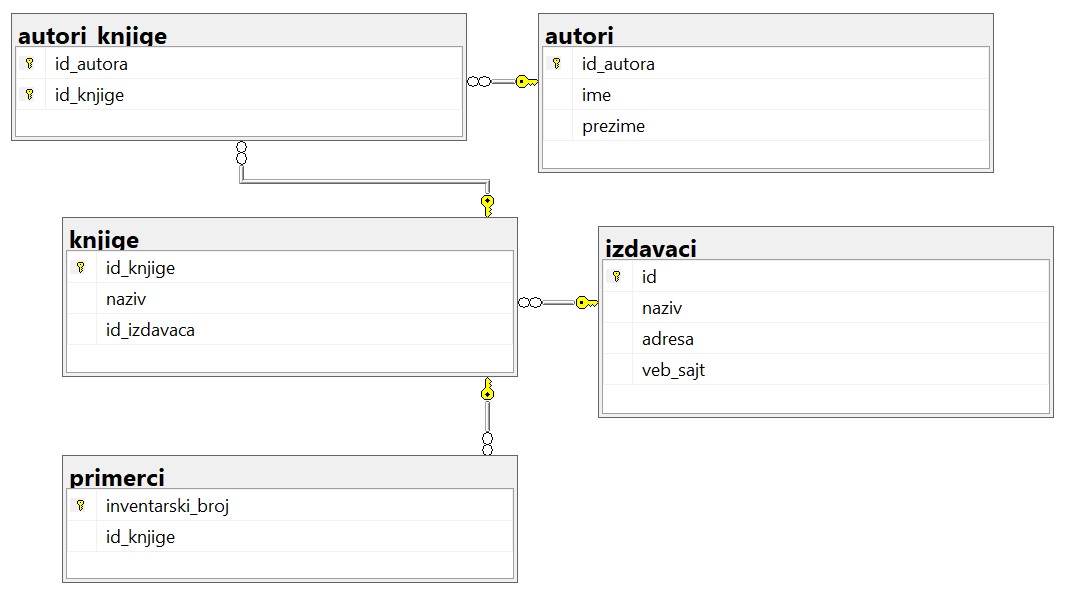 autori_knjige
id_autora
id_knjige
autori
id_autora
ime
prezime
knjige
id_knjige
naziv
id_izdavaca
izdavaci
id
naziv
adresa
veb_sajt
primerci
inventarski_broj
id_knjige